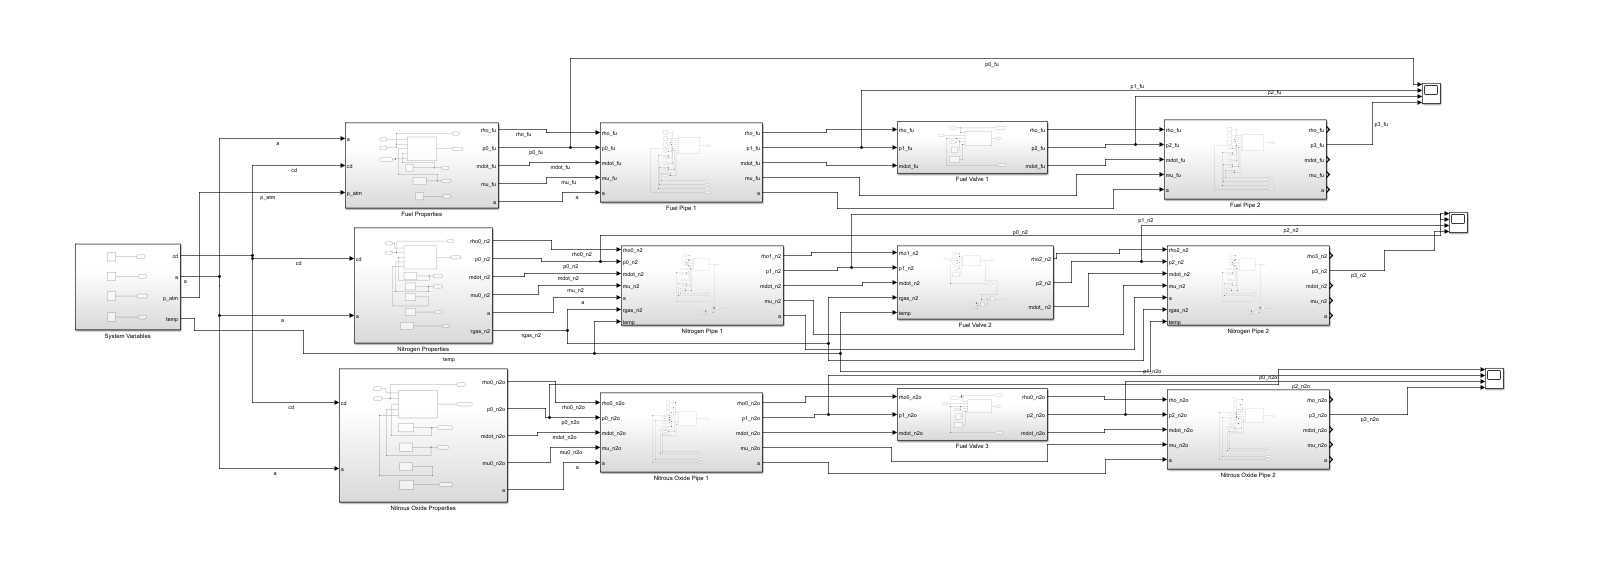 p0_fu
p1_fu
p2_fu
p3_fu
a
cd
p_atm
a
cd
p_atm
rho_fu
p0_fu
mdot_fu
mu_fu
a
Fuel Properties
rho_fu
p0_fu
mdot_fu
mu_fu
a
rho_fu
p0_fu
mdot_fu
mu_fu
a
rho_fu
p1_fu
mdot_fu
mu_fu
a
Fuel Pipe 1
rho_fu
p1_fu
mdot_fu
rho_fu
p2_fu
mdot_fu
Fuel Valve 1
rho_fu
p2_fu
mdot_fu
mu_fu
a
rho_fu
p3_fu
mdot_fu
mu_fu
a
Fuel Pipe 2
cd
a
p_atm
temp
System Variables
a
cd
a
temp
cd
a
rho0_n2
p0_n2
mdot_n2
mu0_n2
a
rgas_n2
Nitrogen Properties
rho0_n2
p0_n2
mdot_n2
mu_n2
a
rgas_n2
p0_n2
p1_n2
p2_n2
p3_n2
rho0_n2
p0_n2
mdot_n2
mu_n2
a
rgas_n2
temp
rho1_n2
p1_n2
mdot_n2
mu_n2
a
Nitrogen Pipe 1
rho1_n2
p1_n2
mdot_n2
rgas_n2
temp
rho2_n2
p2_n2
mdot_n2
Fuel Valve 2
rho2_n2
p2_n2
mdot_n2
mu_n2
a
rgas_n2
temp
rho3_n2
p3_n2
mdot_n2
mu_n2
a
Nitrogen Pipe 2
cd
a
cd
a
rho0_n2o
p0_n2o
mdot_n2o
mu0_n2o
a
Nitrous Oxide Properties
rho0_n2o
p0_n2o
mdot_n2o
mu0_n2o
a
p1_n2o
p0_n2o
p2_n2o
p3_n2o
rho0_n2o
p0_n2o
mdot_n2o
mu_n2o
a
rho0_n2o
p1_n2o
mdot_n2o
mu_n2o
a
Nitrous Oxide Pipe 1
rho0_n2o
p1_n2o
mdot_n2o
rho0_n2o
p2_n2o
mdot_n2o
Fuel Valve 3
rho_n2o
p2_n2o
mdot_n2o
mu_n2o
a
rho_n2o
p3_n2o
mdot_n2o
mu_n2o
a
Nitrous Oxide Pipe 2